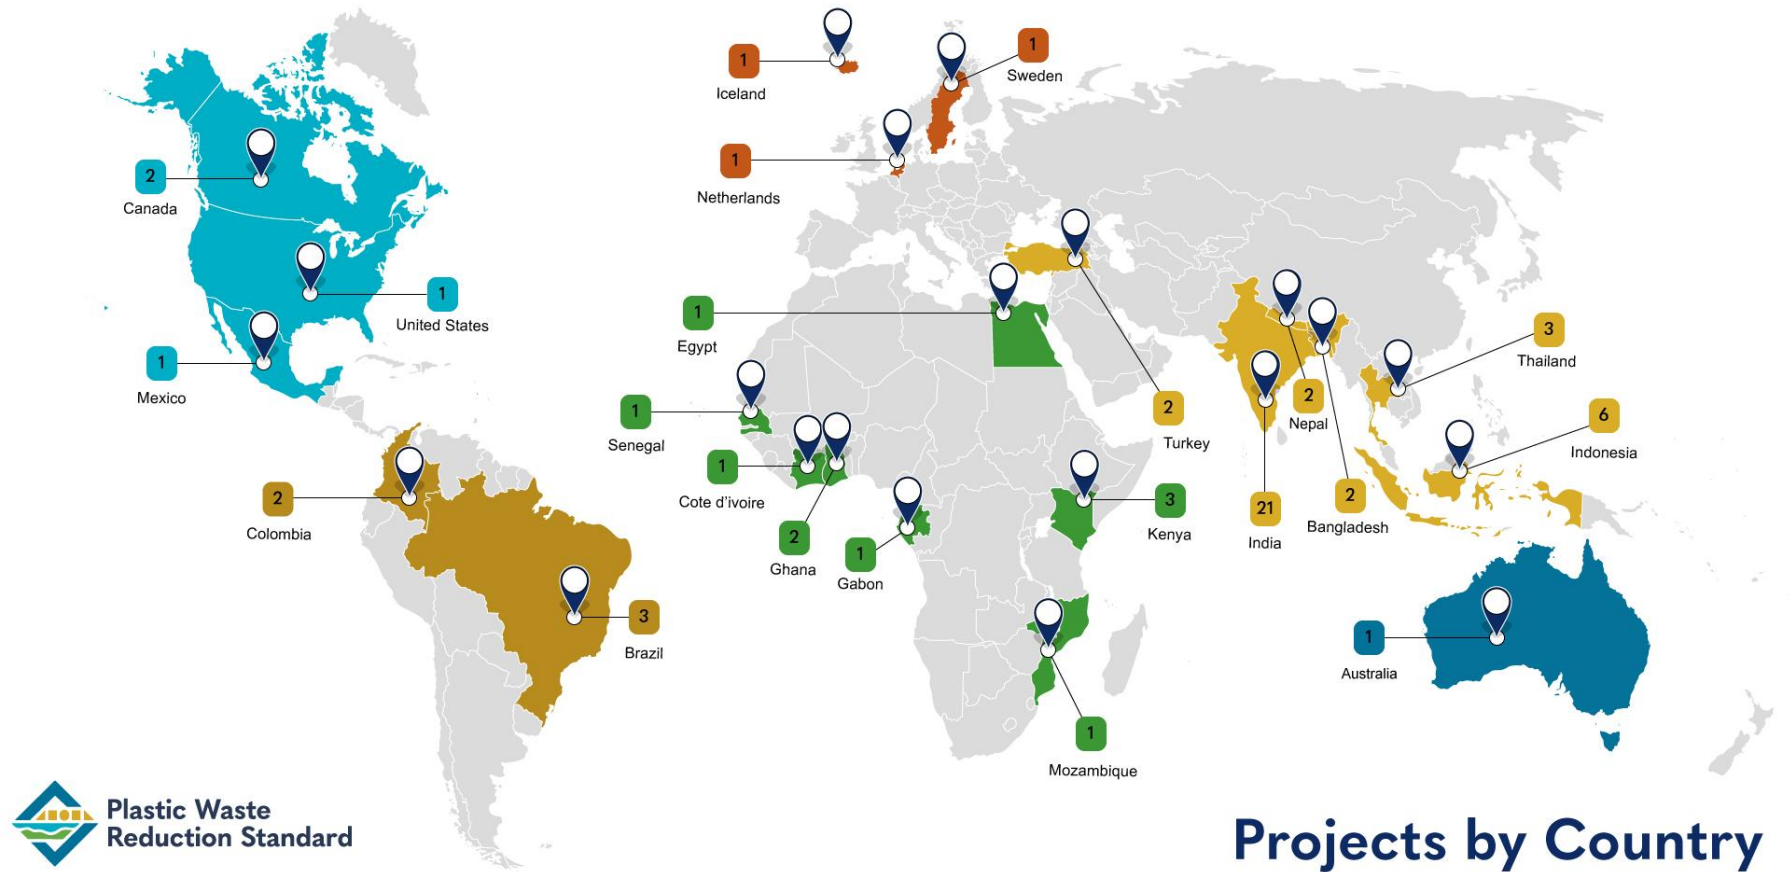 1
Iceland
1
Sweden
1
Netherlands
2
Canada
1
United States
1
Mexico
1
Egypt
2
Turkey
2
Nepal
3
Thailand
6
Indonesia
21
India
2
Bangladesh
1
Senegal
1
Cote d’ivoire
2
Ghana
1
Gabon
3
Kenya
1
Mozambique
2
Colombia
3
Brazil
1
Australia
Plastic Waste
Reduction Standard
Projects by Country